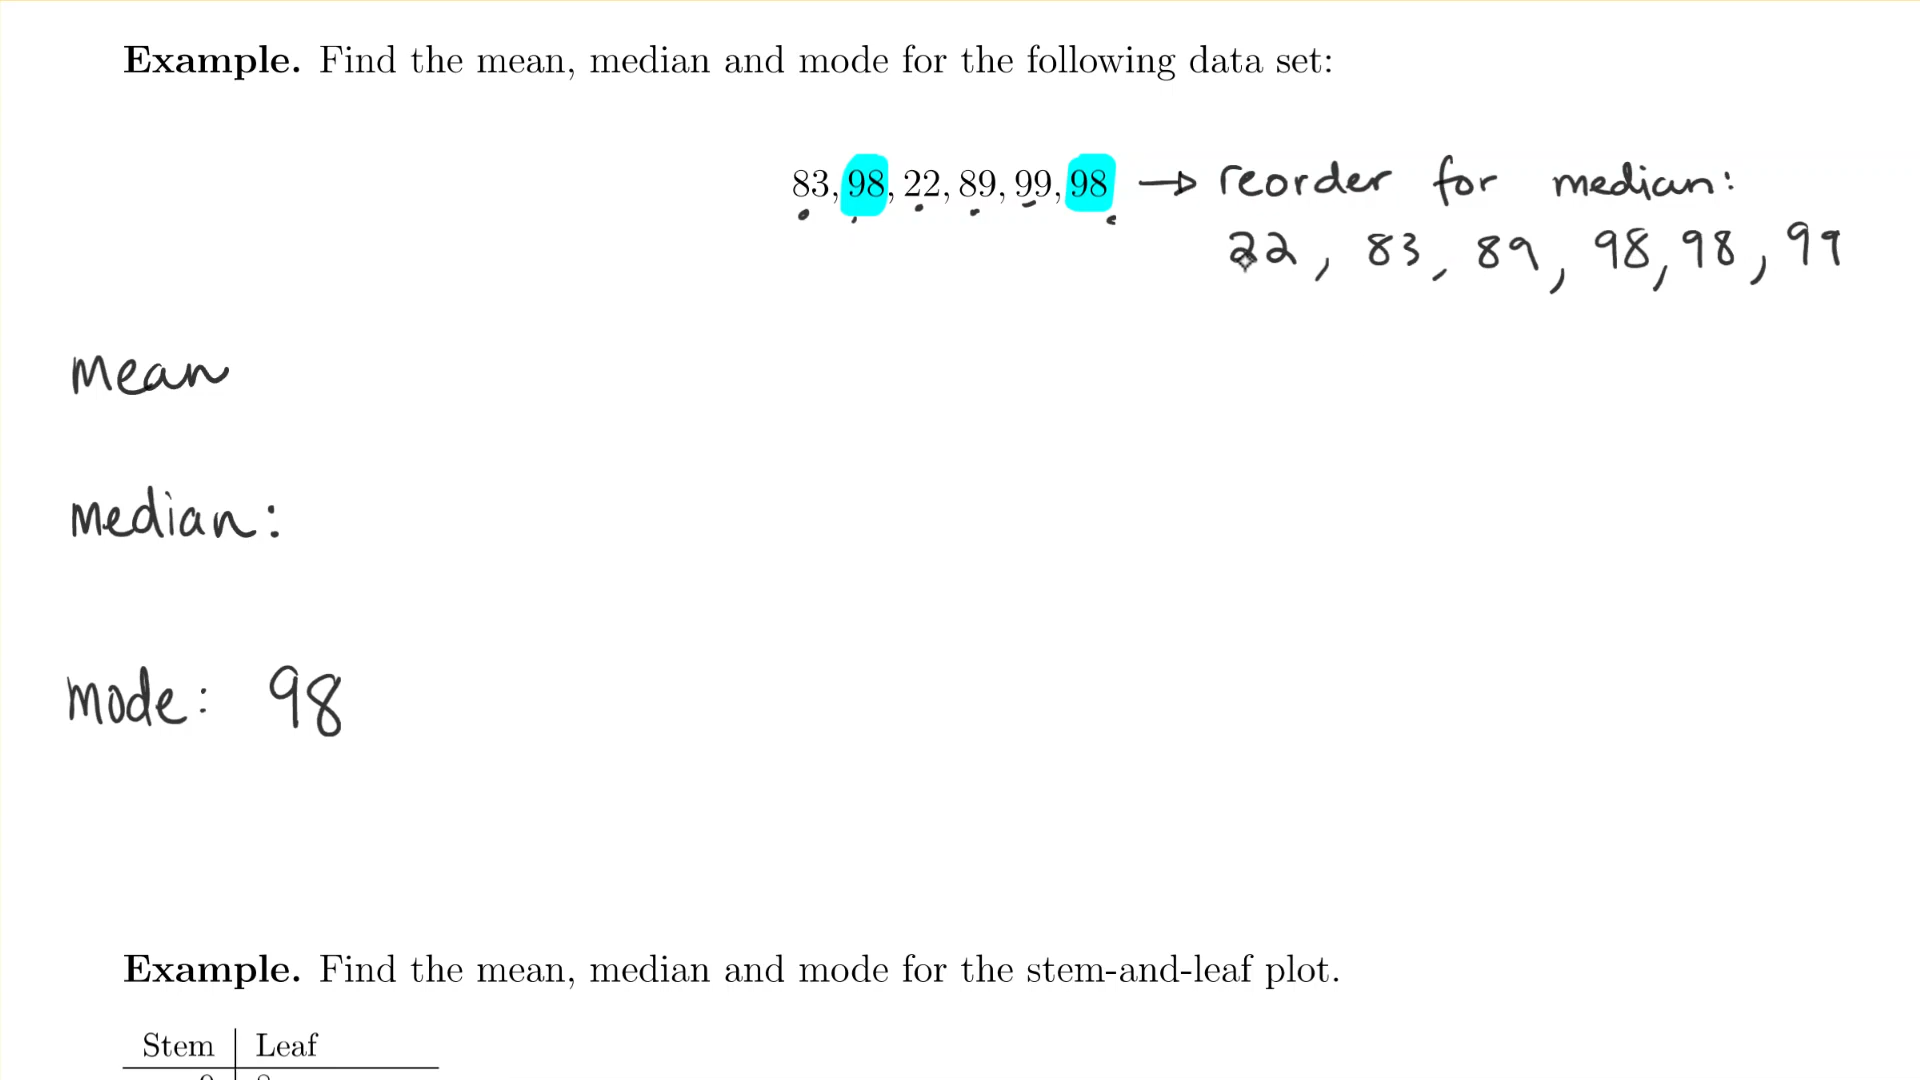 Example. Find the mean, median and mode for the following data set:
83, 98, 22, 89, 99, 98 → reorder for median:
22, 83, 89, 98, 98, 99
mean
median:
mode: 98
Example. Find the mean, median and mode for the stem-and-leaf plot.
Stem | Leaf